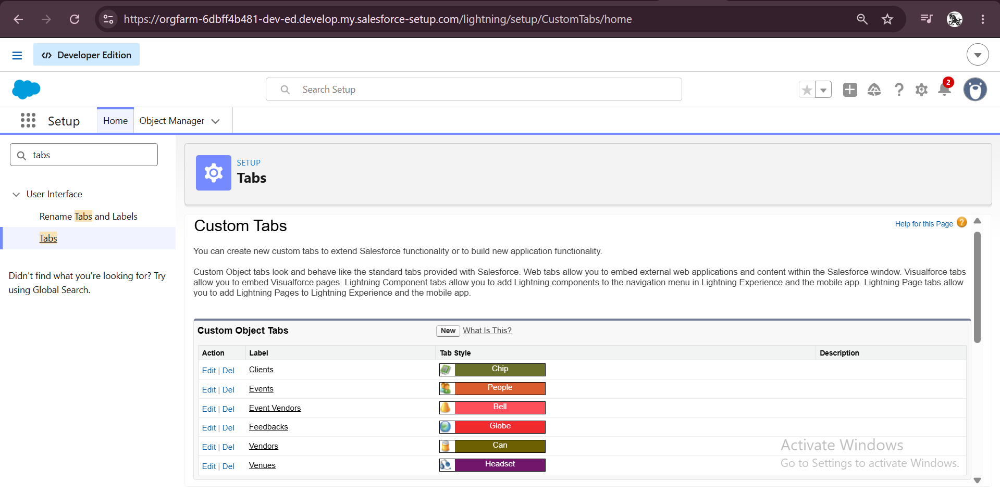 https://orgfarm-6dbff4b481-dev-ed.develop.my.salesforce-setup.com/lightning/setup/CustomTabs/home
Developer Edition
Search Setup
2
Setup
Home
Object Manager
tabs
User Interface
Rename Tabs and Labels
Tabs
Didn't find what you're looking for? Try
using Global Search.
SETUP
Tabs
Custom Tabs
Help for this Page
You can create new custom tabs to extend Salesforce functionality or to build new application functionality.
Custom Object tabs look and behave like the standard tabs provided with Salesforce. Web tabs allow you to embed external web applications and content within the Salesforce window. Visualforce tabs
allow you to embed Visualforce pages. Lightning Component tabs allow you to add Lightning components to the navigation menu in Lightning Experience and the mobile app. Lightning Page tabs allow
you to add Lightning Pages to Lightning Experience and the mobile app.
Custom Object Tabs New What Is This?
Action Label Tab Style Description
Edit | Del Clients Chip
Edit | Del Events People
Edit | Del Event Vendors Bell
Edit | Del Feedbacks Globe
Edit | Del Vendors Can
Edit | Del Venues Headset
Activate Windows
Go to Settings to activate Windows.